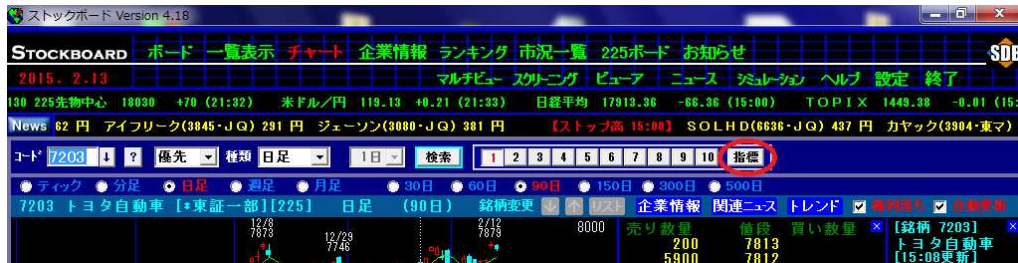 ストックボード Version 4.18
STOCKBOARD ボード 一覧表示 チャート 企業情報 ランキング 市況一覧 225ボード お知らせ SDB
2015. 2.13 マルチビュー スクリーニング ビューア ニュース シミュレーション ヘルプ 設定 終了
130 225先物中心 18030 +70 (21:32) 米ドル/円 119.13 +0.21 (21:33) 日経平均 17913.36 -66.36 (15:00) TOPIX 1449.38 -0.01 (15:
News 62 円 アイフリーク(3845・JQ) 291 円 ジェーソン(3080・JQ) 381 円 【ストップ高 15:00】 SOLHD(6636・JQ) 437 円 カヤック(3904・東マ)
コード 7203 ↓ ? 優先 種類 日足 1日 検索 1 2 3 4 5 6 7 8 9 10 指標
ティック 分足 日足 週足 月足 30日 60日 90日 150日 300日 500日
7203 トヨタ自動車 [*東証一部][225] 日足 (90日) 銘柄変更 ↓ ↑ リスト 企業情報 関連ニュース トレンド 権利落ち 自動更新
12/8 12/29 2/12 8000 売り数量 値段 買い数量 × [銘柄 7203] ×
7873 7746 7879 200 7813 トヨタ自動車
5900 7812 [15:08更新]